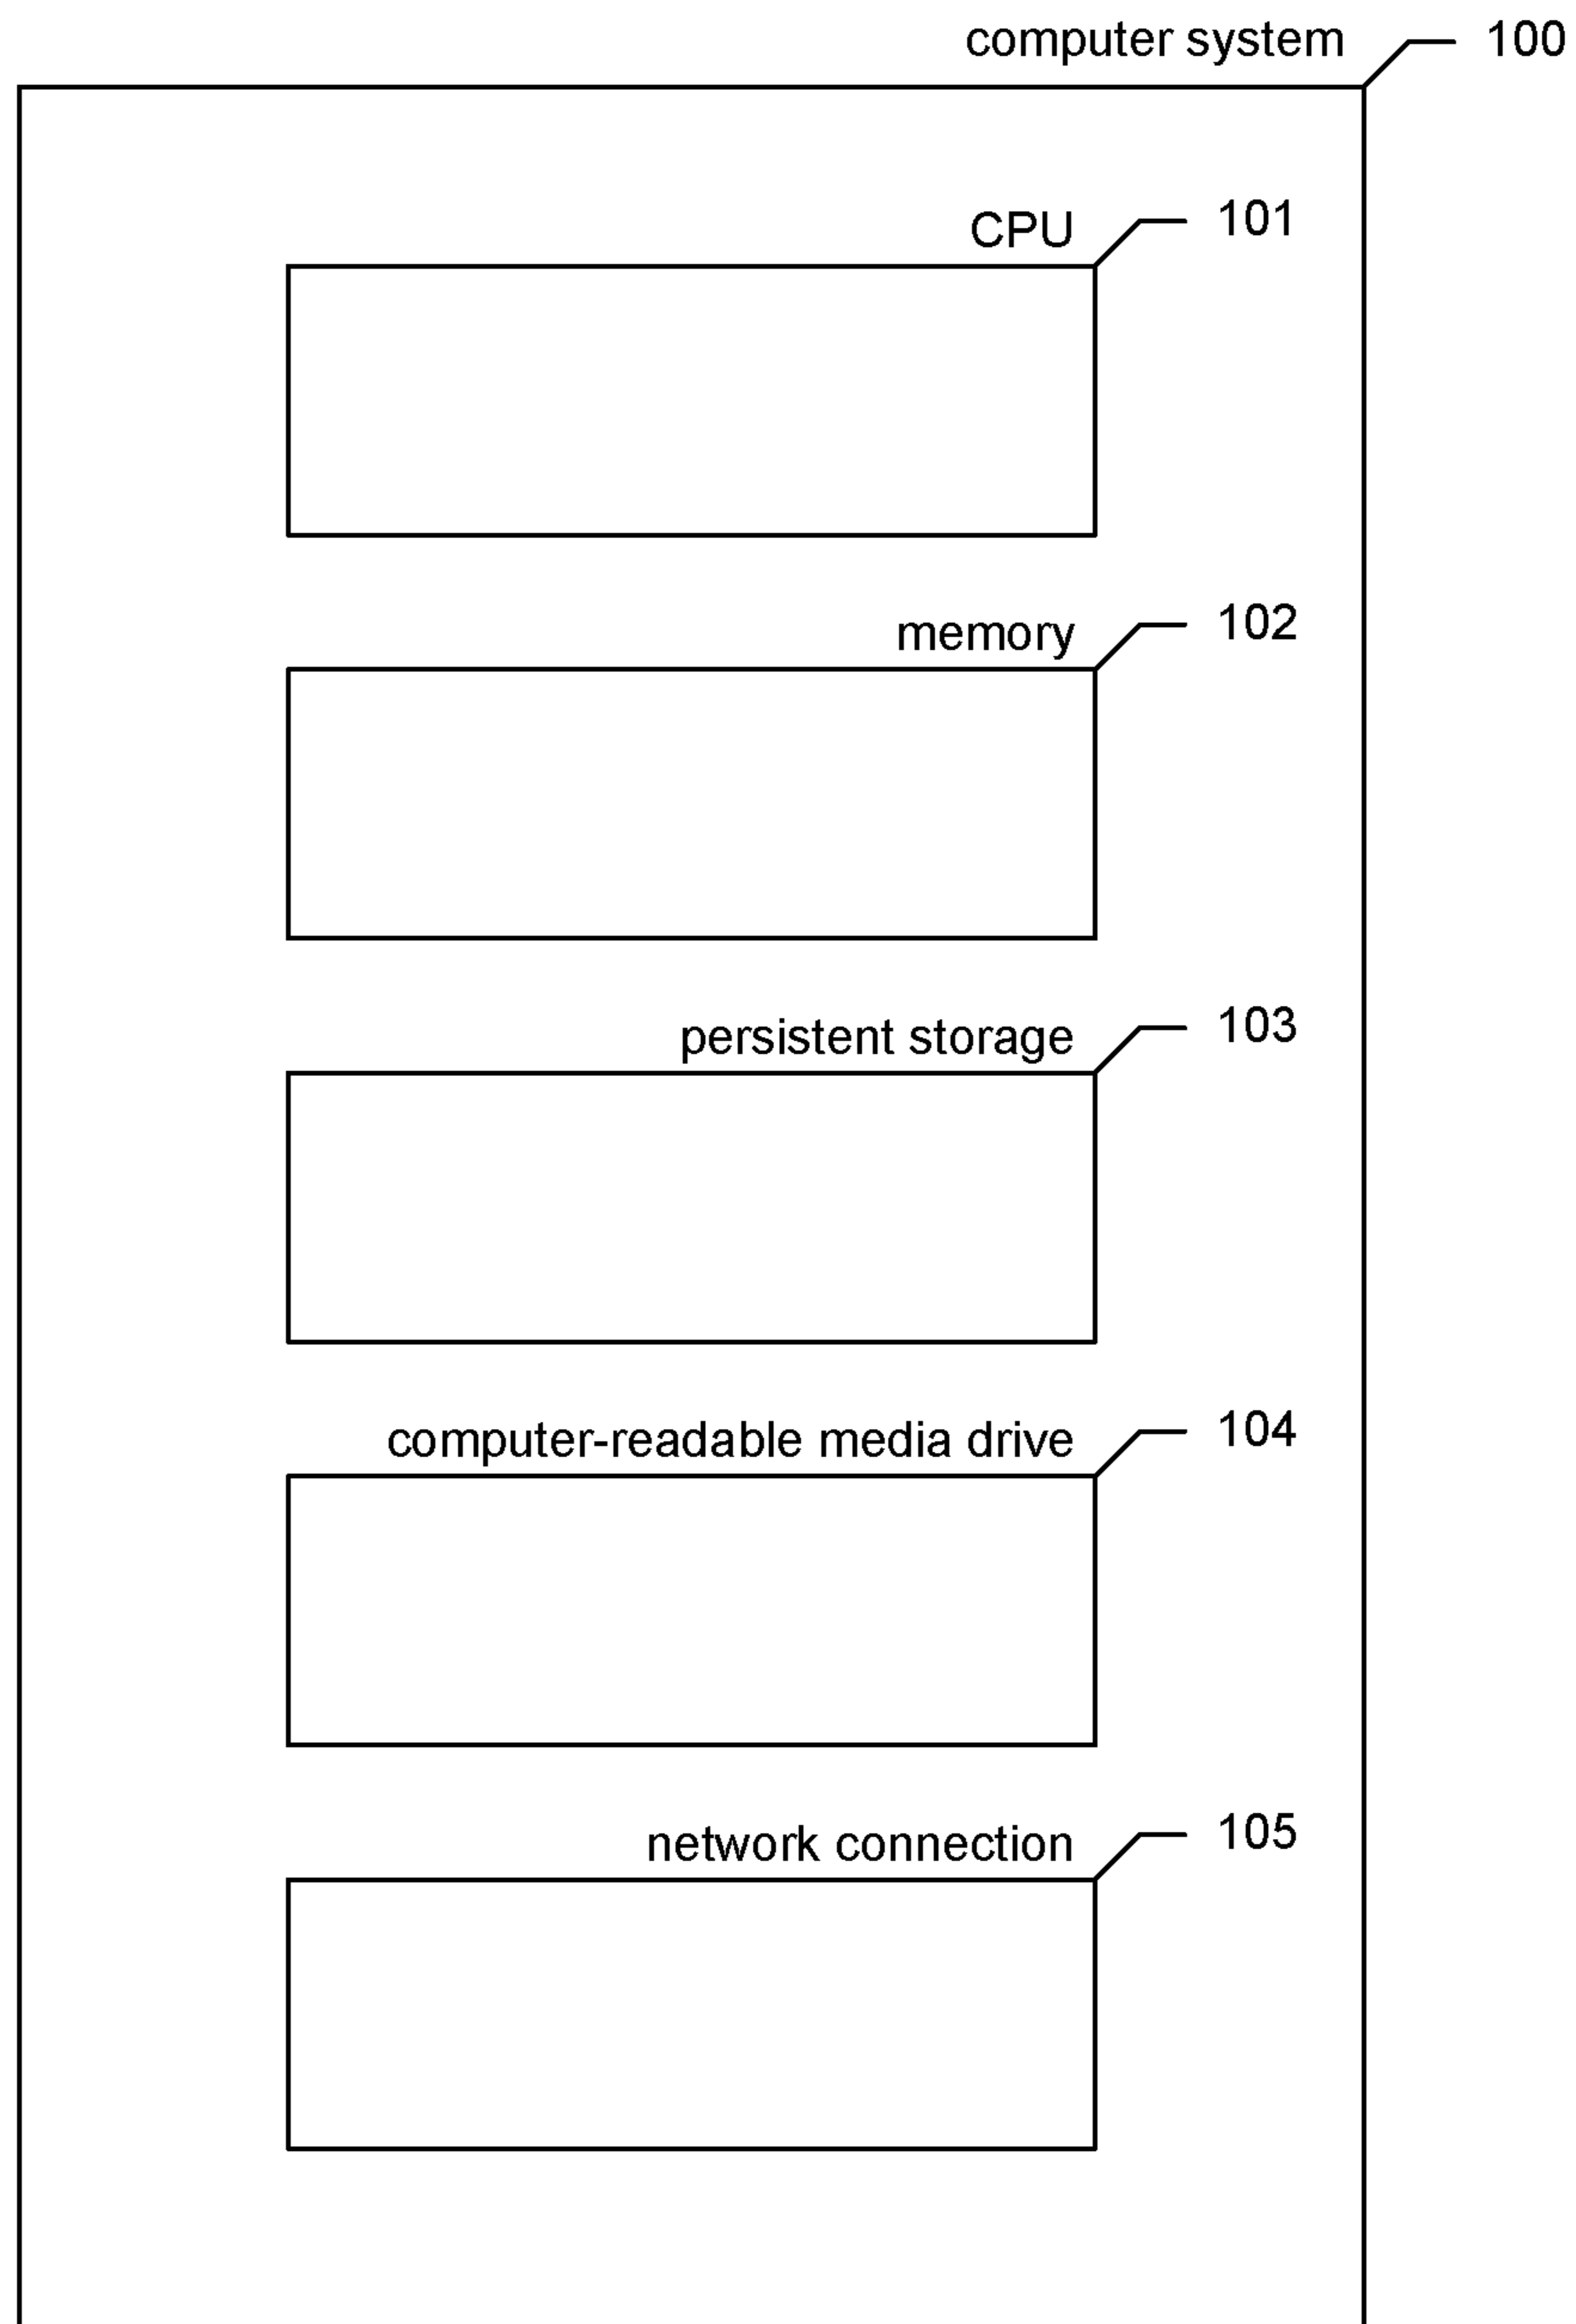 computer system 100
CPU 101
memory 102
persistent storage 103
computer-readable media drive 104
network connection 105